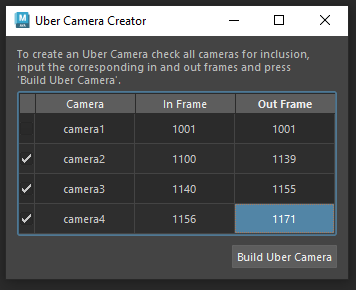 Uber Camera Creator
To create an Uber Camera check all cameras for inclusion,
input the corresponding in and out frames and press
'Build Uber Camera'.
Camera In Frame Out Frame
camera1 1001 1001
camera2 1100 1139
camera3 1140 1155
camera4 1156 1171
Build Uber Camera